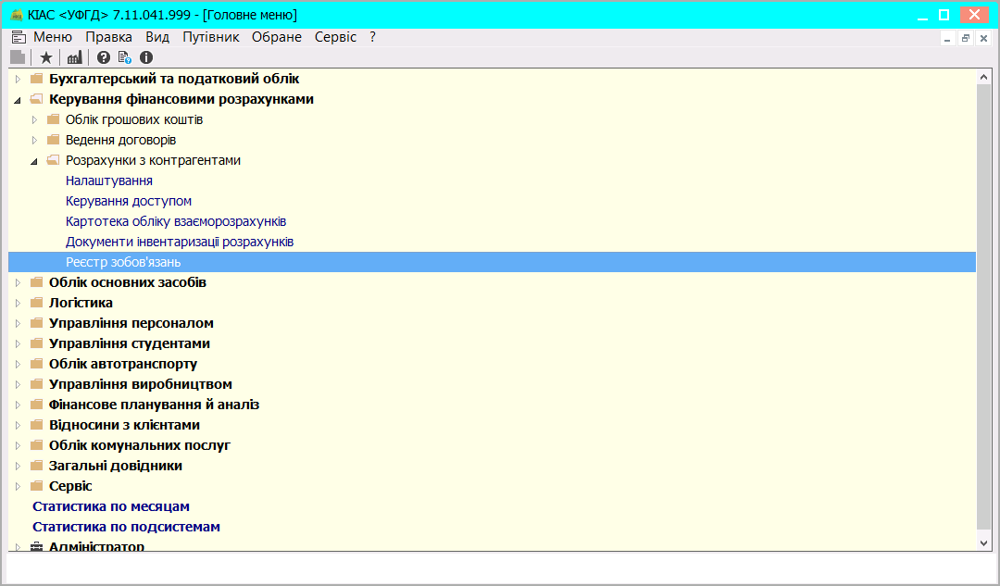 КІАС <УФГД> 7.11.041.999 - [Головне меню]
Меню Правка Вид Путівник Обране Сервіс ?
Бухгалтерський та податковий облік
Керування фінансовими розрахунками
Облік грошових коштів
Ведення договорів
Розрахунки з контрагентами
Налаштування
Керування доступом
Картотека обліку взаєморозрахунків
Документи інвентаризації розрахунків
Реєстр зобов'язань
Облік основних засобів
Логістика
Управління персоналом
Управління студентами
Облік автотранспорту
Управління виробництвом
Фінансове планування й аналіз
Відносини з клієнтами
Облік комунальних послуг
Загальні довідники
Сервіс
Статистика по месяцам
Статистика по подсистемам
Адміністратор